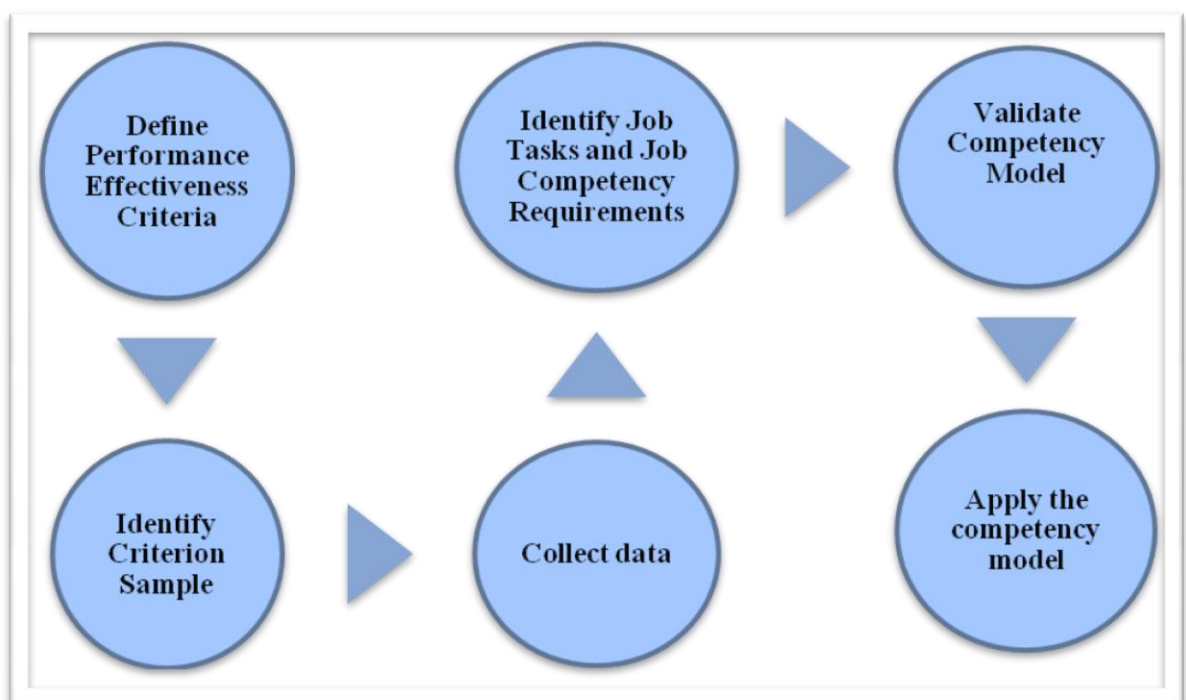 Define
Performance
Effectiveness
Criteria
Identify
Criterion
Sample
Collect data
Identify Job
Tasks and Job
Competency
Requirements
Validate
Competency
Model
Apply the
competency
model